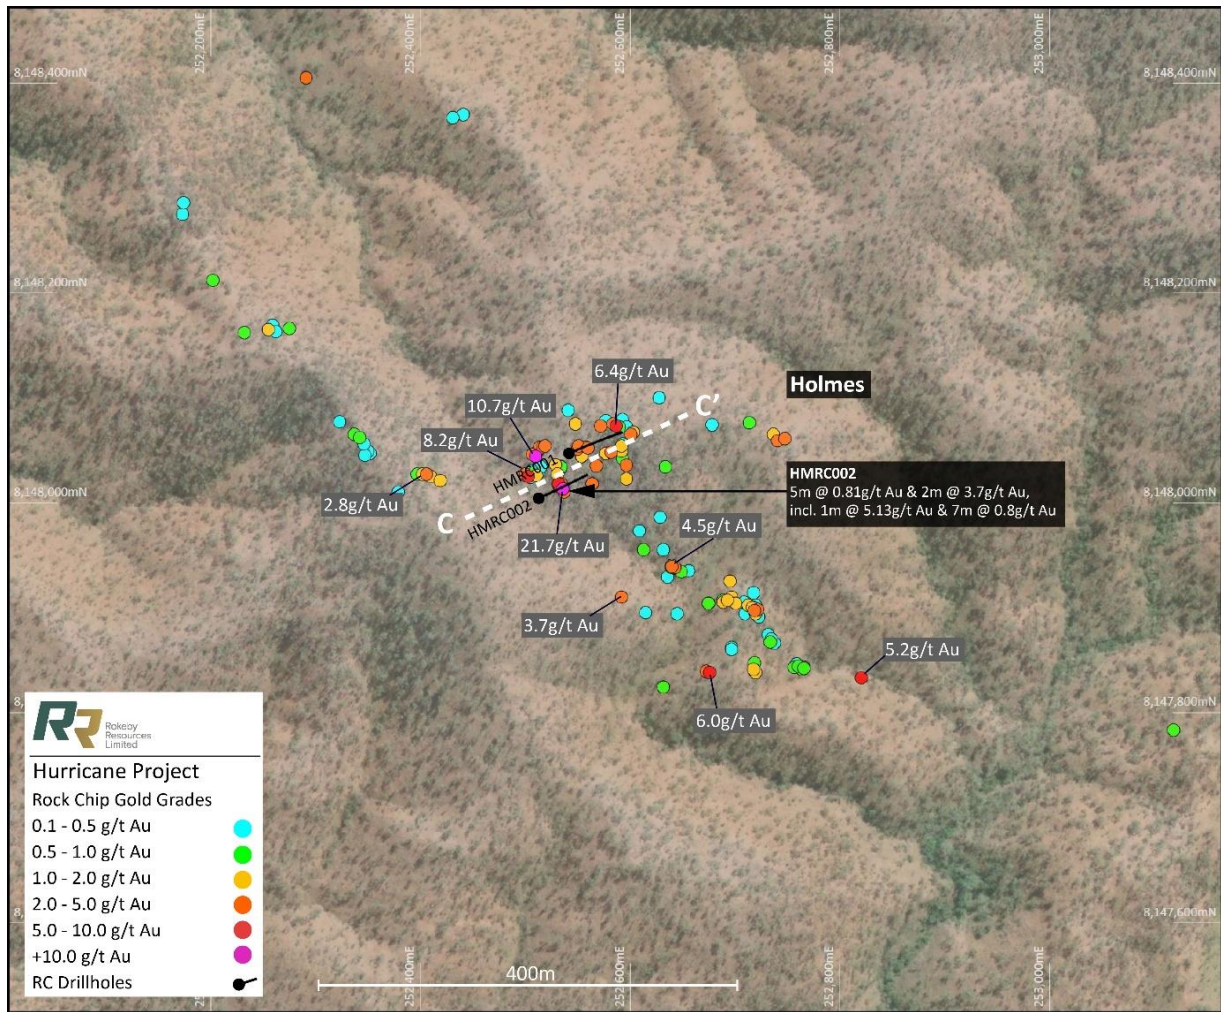 252,200mE
252,400mE
252,600mE
252,800mE
253,000mE
8,148,400mN
8,148,400mN
8,148,200mN
8,148,200mN
6.4g/t Au
C'
Holmes
10.7g/t Au
8.2g/t Au
HMRC001
HMRC002
5m @ 0.81g/t Au & 2m @ 3.7g/t Au,
incl. 1m @ 5.13g/t Au & 7m @ 0.8g/t Au
8,148,000mN
8,148,000mN
2.8g/t Au
C
HMRC002
21.7g/t Au
4.5g/t Au
3.7g/t Au
5.2g/t Au
6.0g/t Au
8,147,800mN
8,147,600mN
RR
Rokeby
Resources
Limited
Hurricane Project
Rock Chip Gold Grades
0.1 - 0.5 g/t Au
0.5 - 1.0 g/t Au
1.0 - 2.0 g/t Au
2.0 - 5.0 g/t Au
5.0 - 10.0 g/t Au
+10.0 g/t Au
RC Drillholes
400m
252,400mE
252,600mE
252,800mE
253,000mE